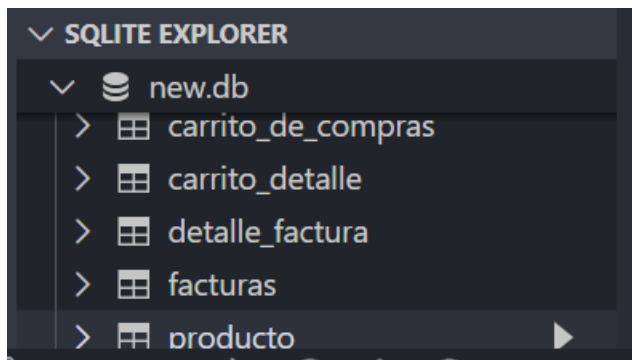 SQLITE EXPLORER
new.db
carrito_de_compras
carrito_detalle
detalle_factura
facturas
producto